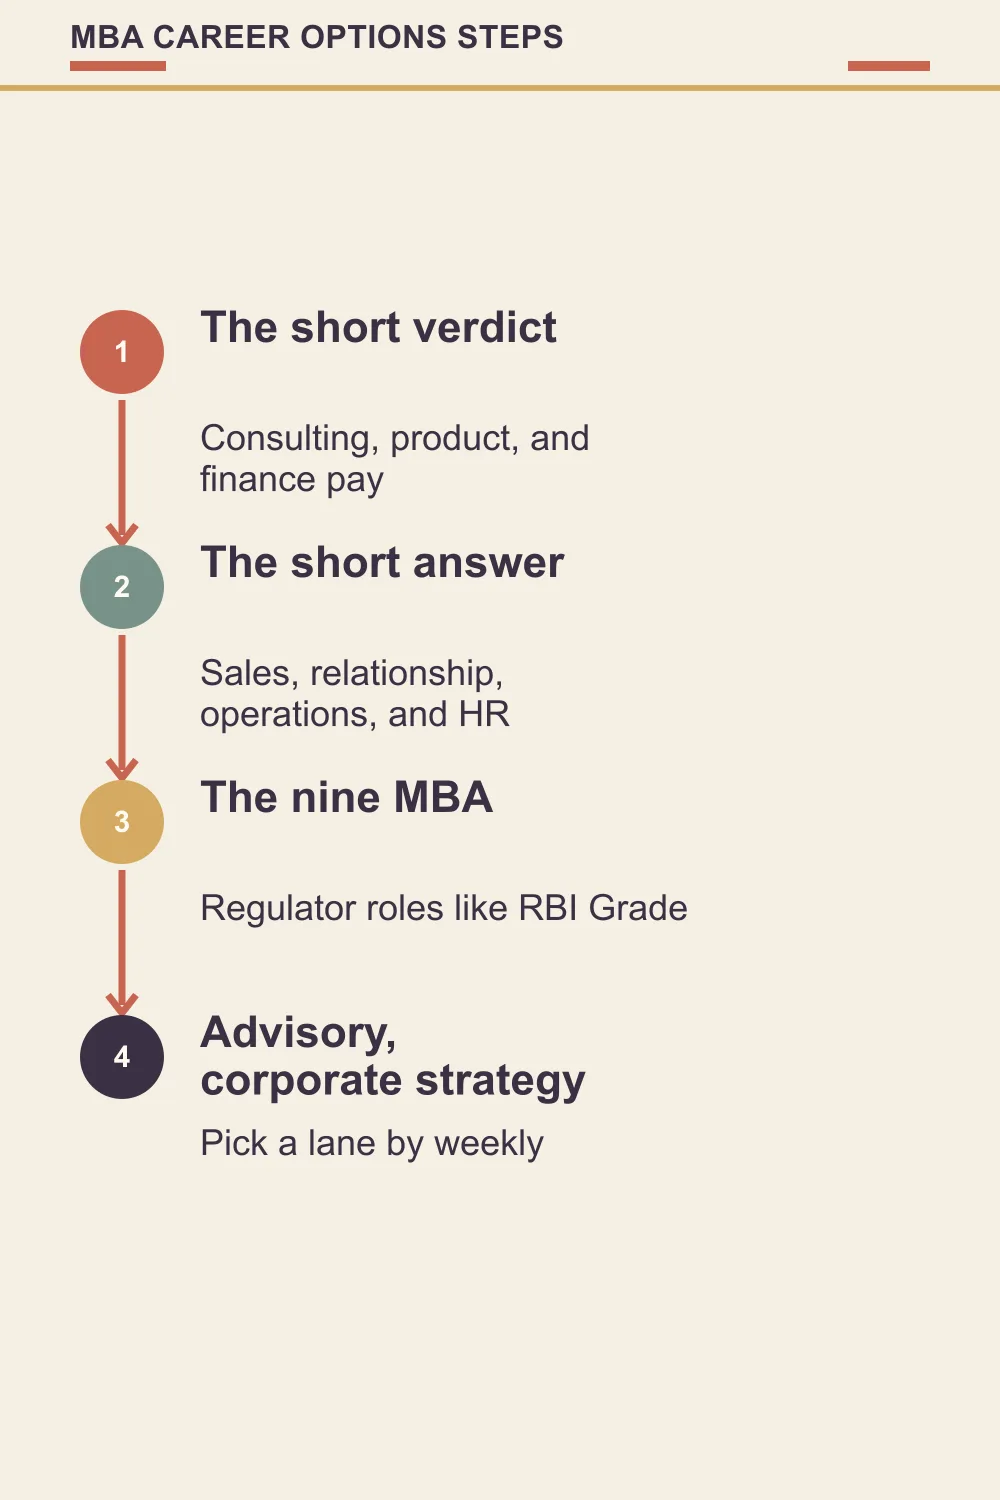 MBA CAREER OPTIONS STEPS
1
The short verdict
Consulting, product, and
finance pay
2
The short answer
Sales, relationship,
operations, and HR
3
The nine MBA
Regulator roles like RBI Grade
4
Advisory,
corporate strategy
Pick a lane by weekly